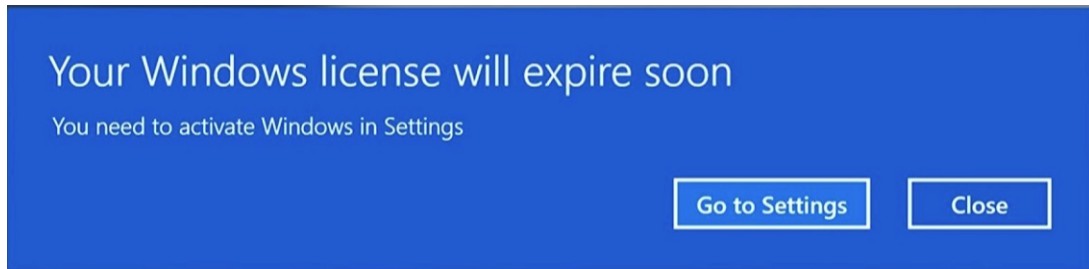 Your Windows license will expire soon
You need to activate Windows in Settings
Go to Settings
Close